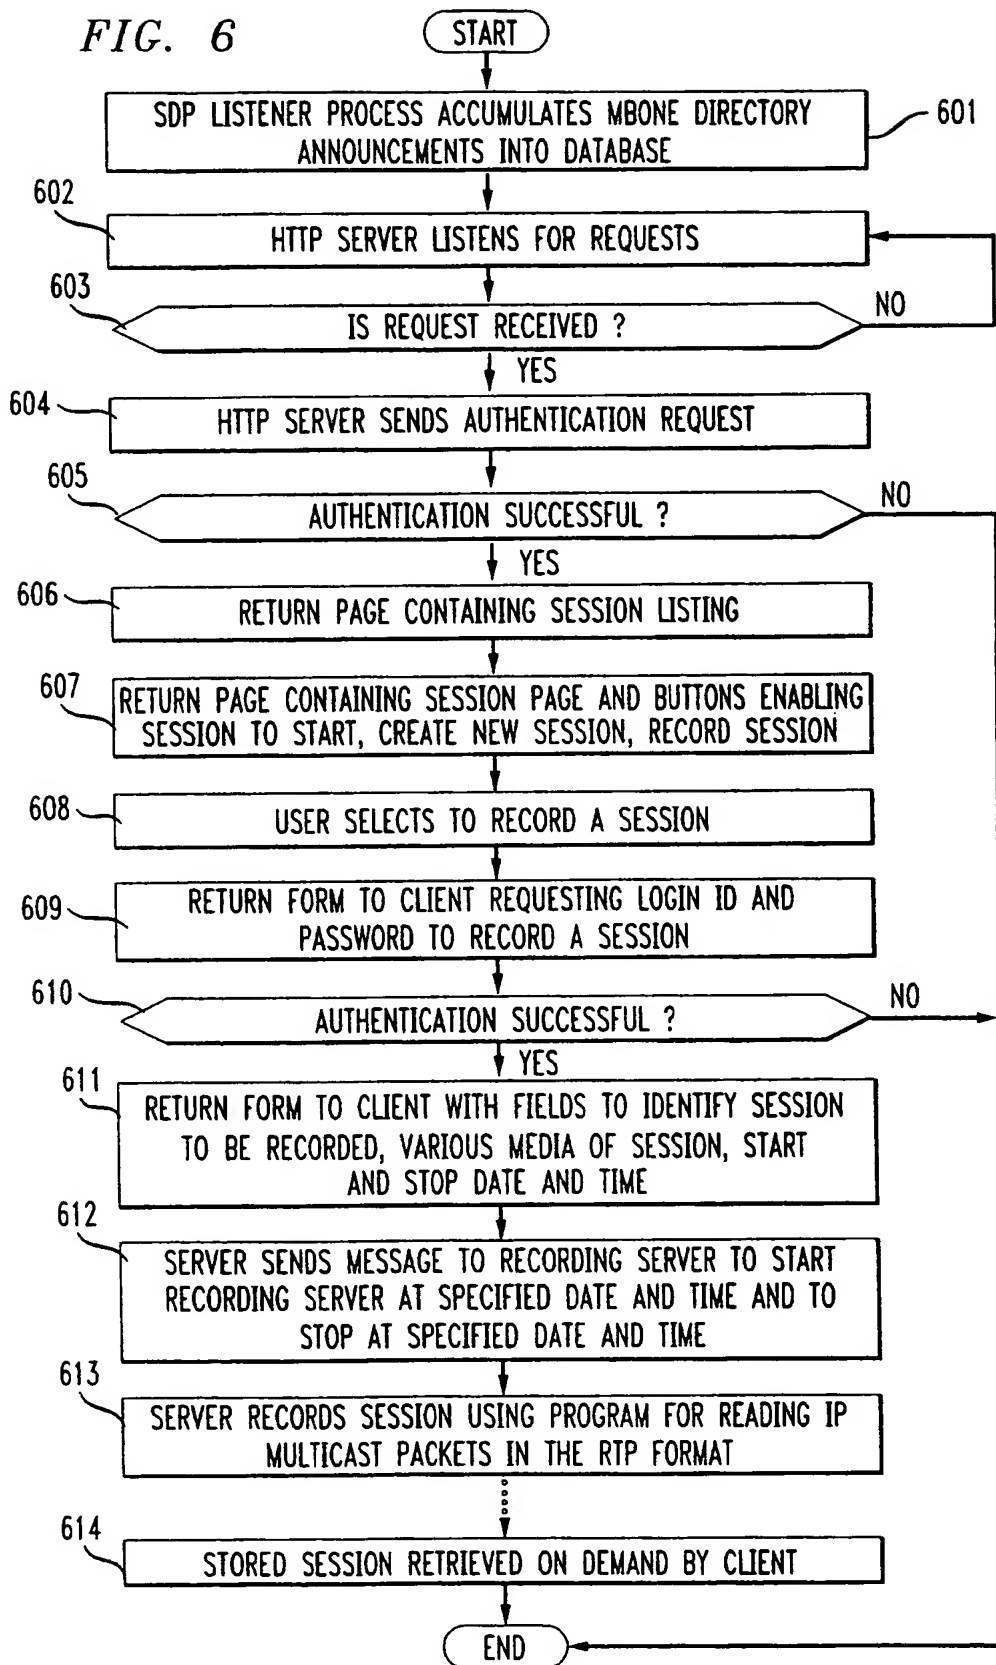 FIG. 6
START
SDP LISTENER PROCESS ACCUMULATES MBONE DIRECTORY
ANNOUNCEMENTS INTO DATABASE
601
602
HTTP SERVER LISTENS FOR REQUESTS
603
IS REQUEST RECEIVED ?
NO
YES
604
HTTP SERVER SENDS AUTHENTICATION REQUEST
605
AUTHENTICATION SUCCESSFUL ?
NO
YES
606
RETURN PAGE CONTAINING SESSION LISTING
607
RETURN PAGE CONTAINING SESSION PAGE AND BUTTONS ENABLING
SESSION TO START, CREATE NEW SESSION, RECORD SESSION
608
USER SELECTS TO RECORD A SESSION
609
RETURN FORM TO CLIENT REQUESTING LOGIN ID AND
PASSWORD TO RECORD A SESSION
610
AUTHENTICATION SUCCESSFUL ?
NO
YES
611
RETURN FORM TO CLIENT WITH FIELDS TO IDENTIFY SESSION
TO BE RECORDED, VARIOUS MEDIA OF SESSION, START
AND STOP DATE AND TIME
612
SERVER SENDS MESSAGE TO RECORDING SERVER TO START
RECORDING SERVER AT SPECIFIED DATE AND TIME AND TO
STOP AT SPECIFIED DATE AND TIME
613
SERVER RECORDS SESSION USING PROGRAM FOR READING IP
MULTICAST PACKETS IN THE RTP FORMAT
614
STORED SESSION RETRIEVED ON DEMAND BY CLIENT
END